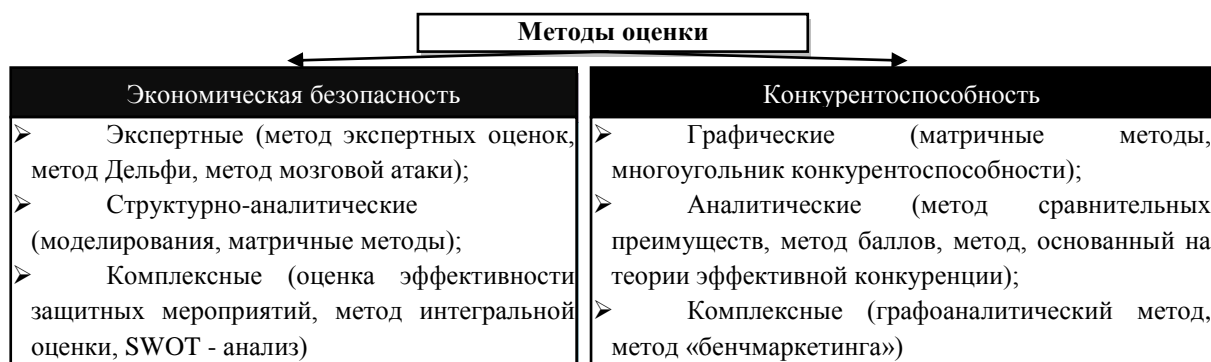 Методы оценки
Экономическая безопасность
➢ Экспертные (метод экспертных оценок,
метод Дельфи, метод мозговой атаки);
➢ Структурно-аналитические
(моделирования, матричные методы);
➢ Комплексные (оценка эффективности
защитных мероприятий, метод интегральной
оценки, SWOT - анализ)
Конкурентоспособность
➢ Графические (матричные методы,
многоугольник конкурентоспособности);
➢ Аналитические (метод сравнительных
преимуществ, метод баллов, метод, основанный на
теории эффективной конкуренции);
➢ Комплексные (графоаналитический метод,
метод «бенчмаркетинга»)